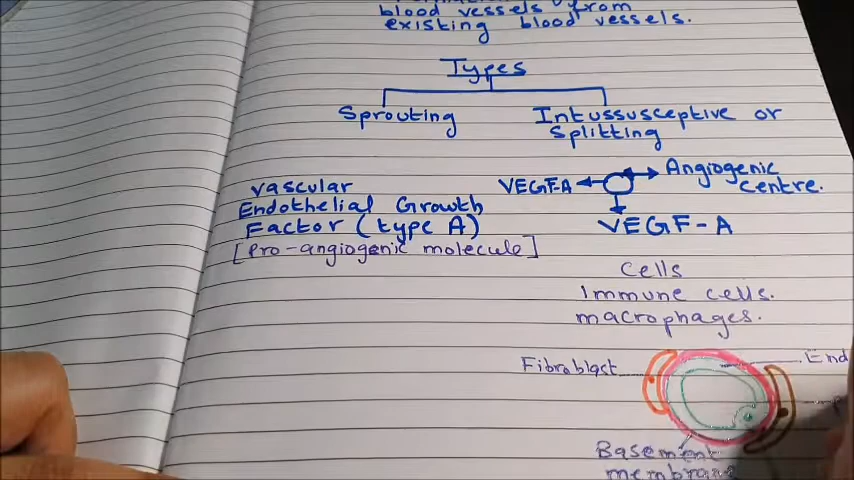 blood vessels from
existing blood vessels.
Types
Sprouting
Intussusceptive or
Splitting
VEGF-A
Angiogenic
Centre.
VEGF-A
vascular
Endothelial Growth
Factor (type A)
[Pro-angiogenic molecule]
Cells
Immune cells.
macrophages.
Fibroblast
End
Basement
membrane